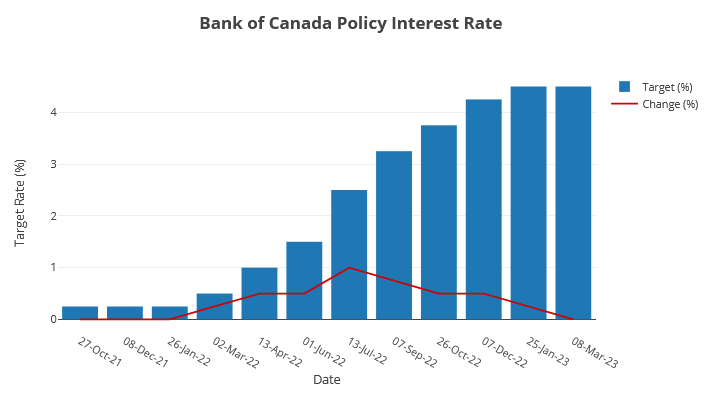 Bank of Canada Policy Interest Rate
Target (%)
Change (%)
Target Rate (%)
4
3
2
1
0
27-Oct-21
08-Dec-21
26-Jan-22
02-Mar-22
13-Apr-22
01-Jun-22
13-Jul-22
07-Sep-22
26-Oct-22
07-Dec-22
25-Jan-23
08-Mar-23
Date